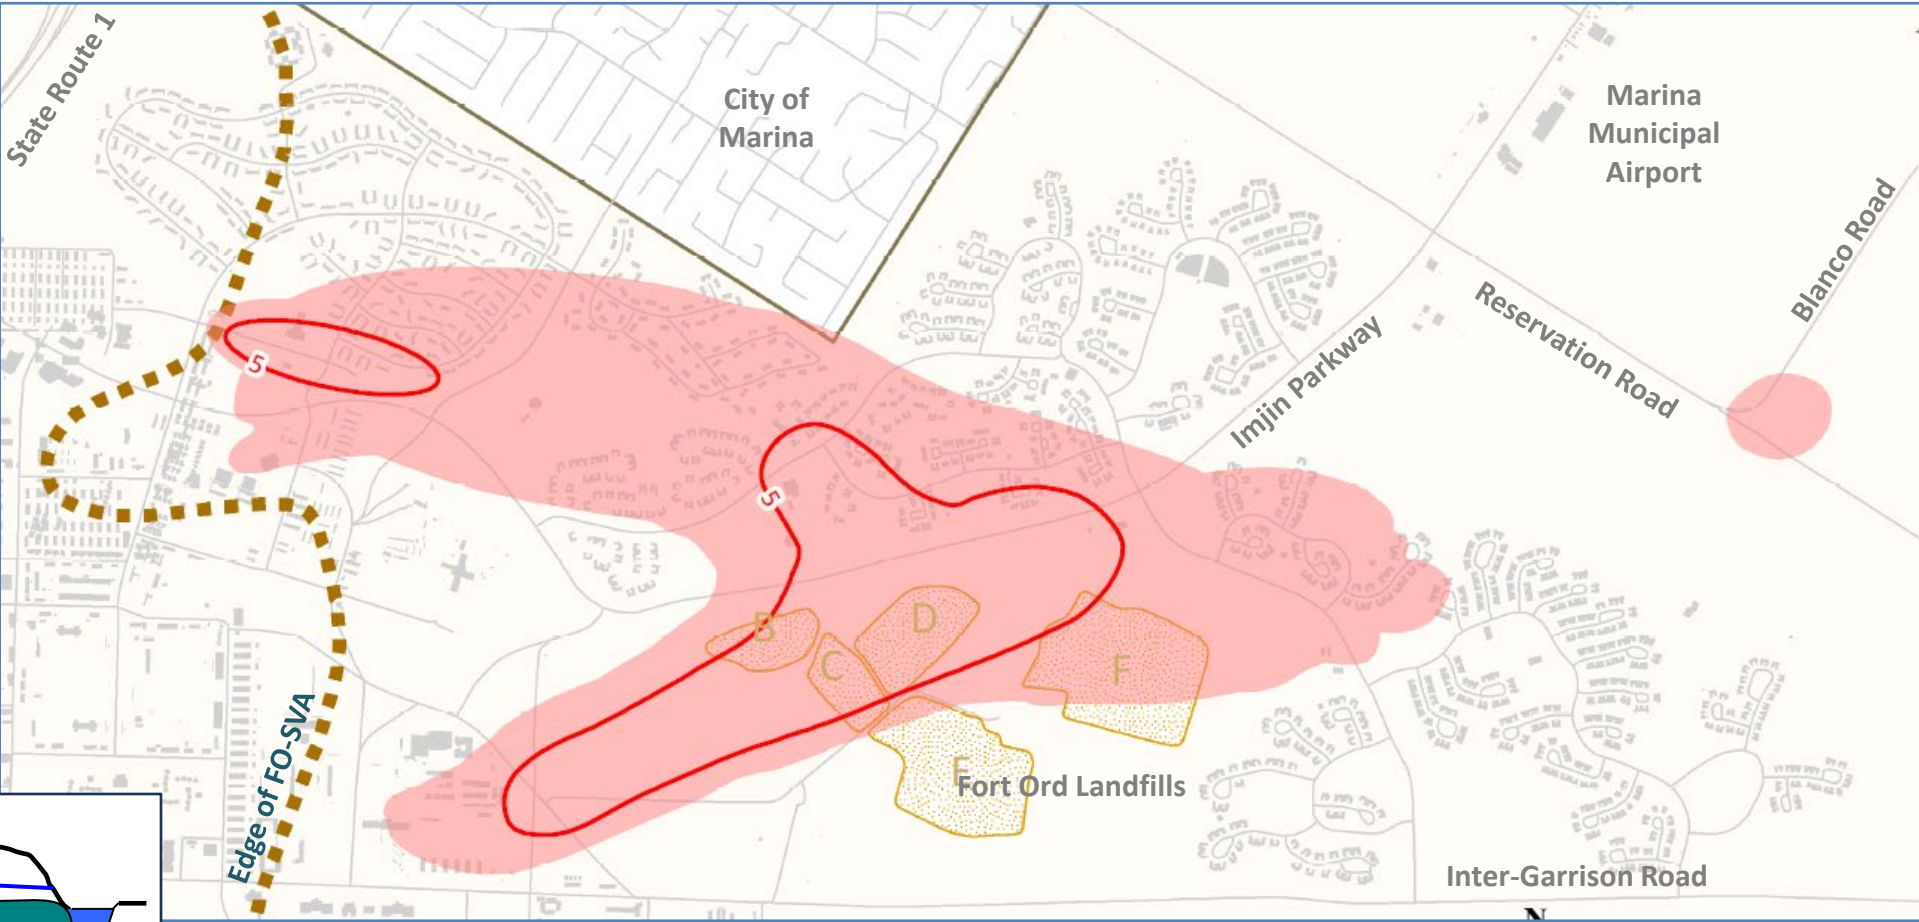 State Route 1
City of
Marina
Marina
Municipal
Airport
Blanco Road
Reservation Road
Imjin Parkway
5
5
B
C
D
F
E
Fort Ord Landfills
Edge of FO-SVA
Inter-Garrison Road
N